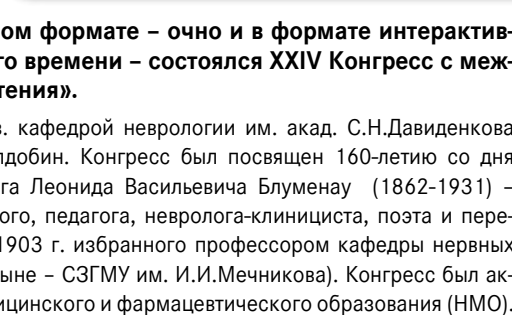 ом формате – очно и в формате интерактив-
го времени – состоялся XXIV Конгресс с меж-
тения».
в. кафедрой неврологии им. акад. С.Н.Давиденкова
лдобин. Конгресс был посвящен 160-летию со дня
га Леонида Васильевича Блуменау (1862-1931) –
ого, педагога, невролога-клинициста, поэта и пере-
1903 г. избранного профессором кафедры нервных
ыне – СЗГМУ им. И.И.Мечникова). Конгресс был ак-
ицинского и фармацевтического образования (НМО).